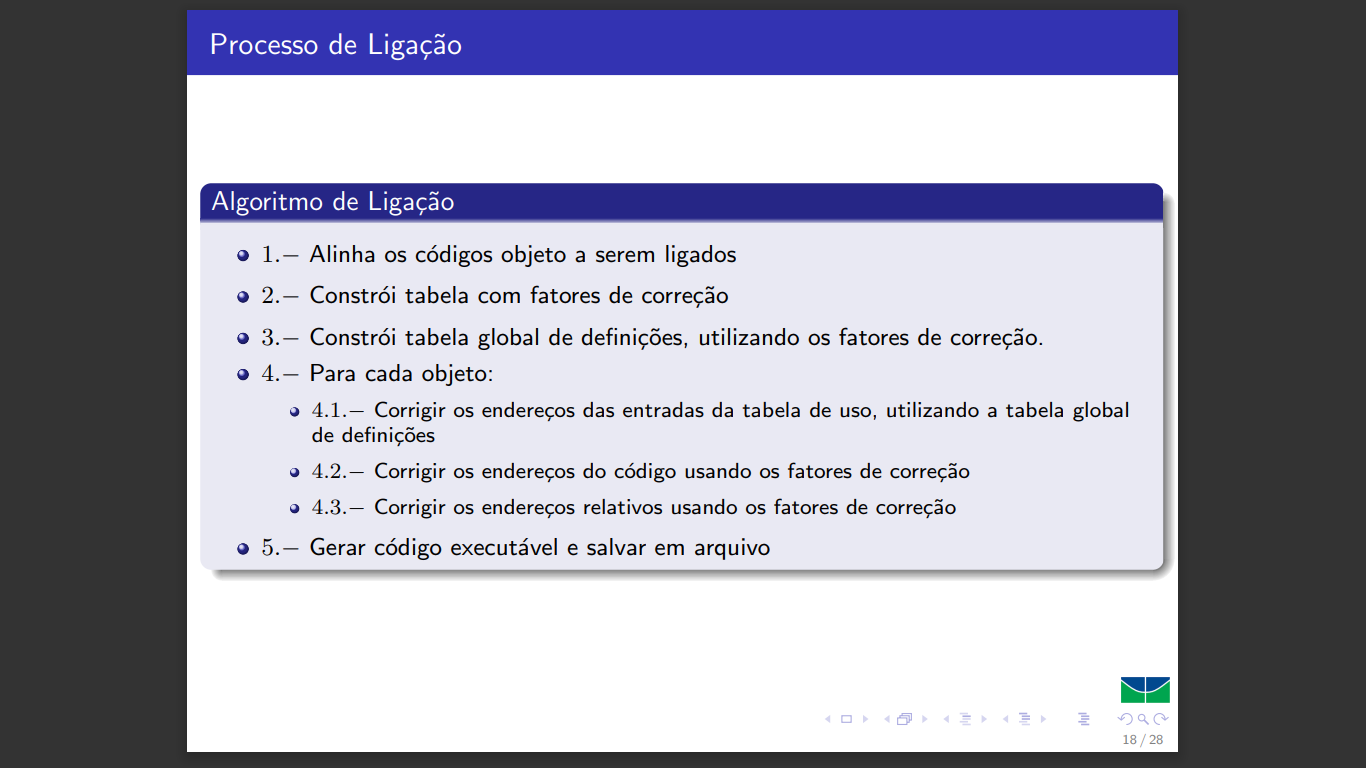 Processo de Ligação
Algoritmo de Ligação
1.− Alinha os códigos objeto a serem ligados
2.− Constrói tabela com fatores de correção
3.− Constrói tabela global de definições, utilizando os fatores de correção.
4.− Para cada objeto:
4.1.− Corrigir os endereços das entradas da tabela de uso, utilizando a tabela global
de definições
4.2.− Corrigir os endereços do código usando os fatores de correção
4.3.− Corrigir os endereços relativos usando os fatores de correção
5.− Gerar código executável e salvar em arquivo
18 / 28